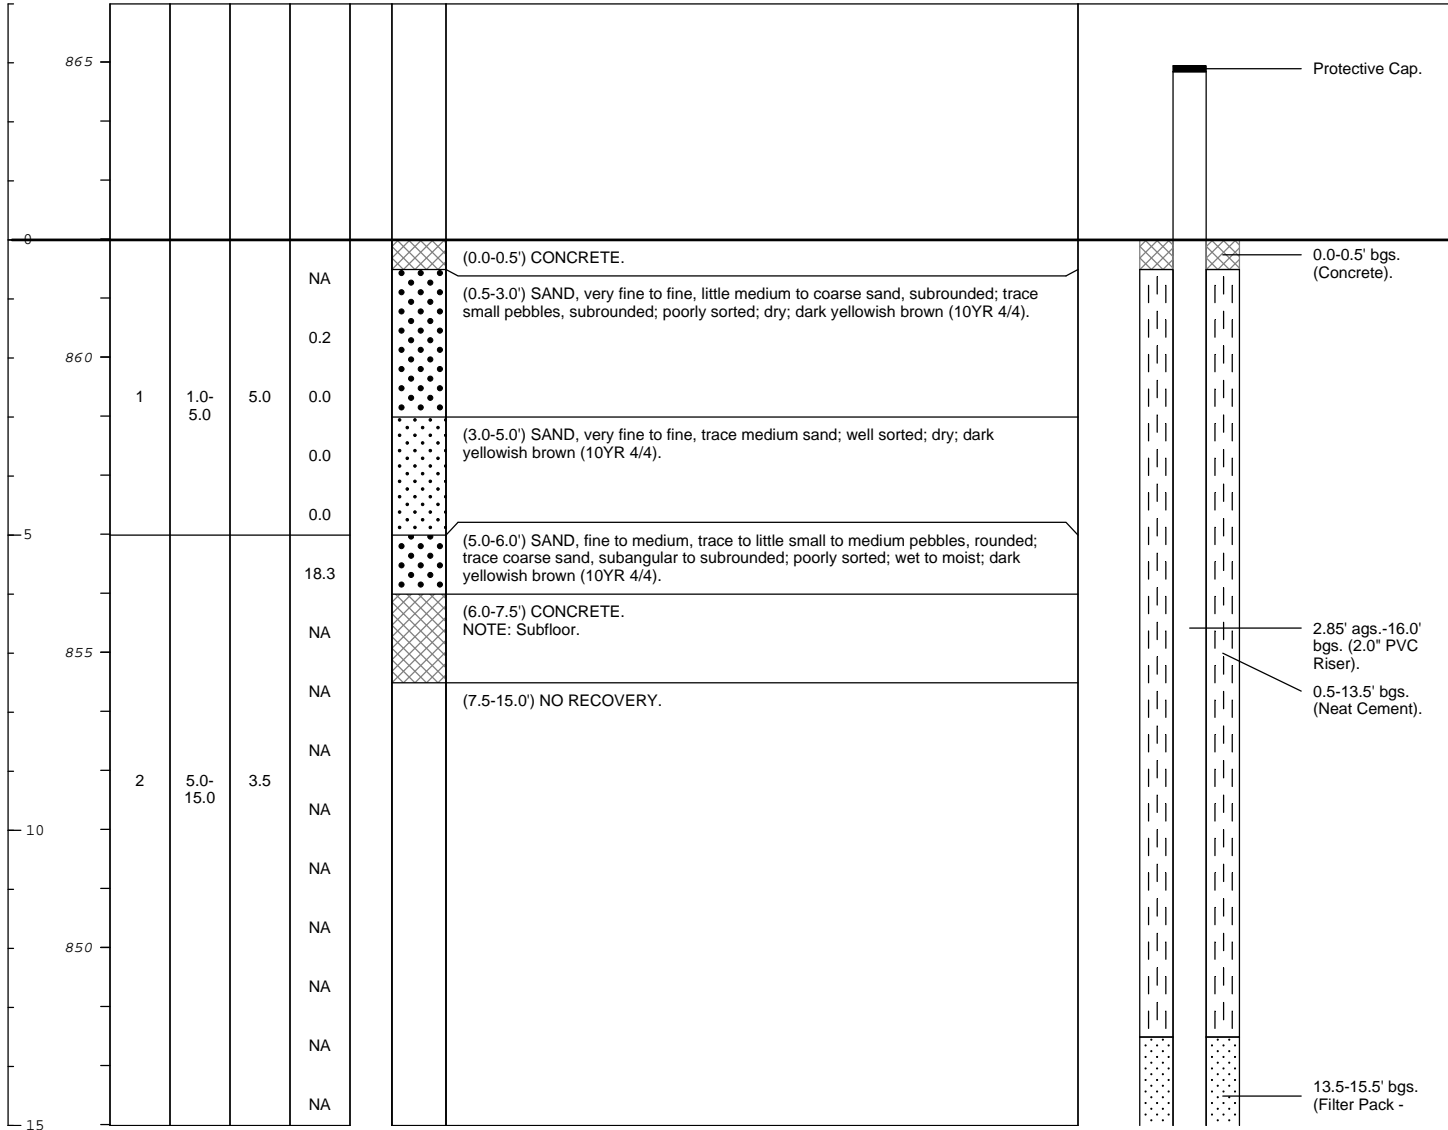 865
Protective Cap.
0
(0.0-0.5') CONCRETE.
0.0-0.5' bgs.
(Concrete).
NA
(0.5-3.0') SAND, very fine to fine, little medium to coarse sand, subrounded; trace
small pebbles, subrounded; poorly sorted; dry; dark yellowish brown (10YR 4/4).
0.2
860
1
1.0-
5.0
5.0
0.0
(3.0-5.0') SAND, very fine to fine, trace medium sand; well sorted; dry; dark
yellowish brown (10YR 4/4).
0.0
0.0
5
(5.0-6.0') SAND, fine to medium, trace to little small to medium pebbles, rounded;
trace coarse sand, subangular to subrounded; poorly sorted; wet to moist; dark
yellowish brown (10YR 4/4).
18.3
(6.0-7.5') CONCRETE.
NOTE: Subfloor.
NA
2.85' ags.-16.0'
bgs. (2.0" PVC
Riser).
855
NA
(7.5-15.0') NO RECOVERY.
0.5-13.5' bgs.
(Neat Cement).
NA
2
5.0-
15.0
3.5
NA
10
NA
NA
850
NA
NA
13.5-15.5' bgs.
(Filter Pack -
NA
15